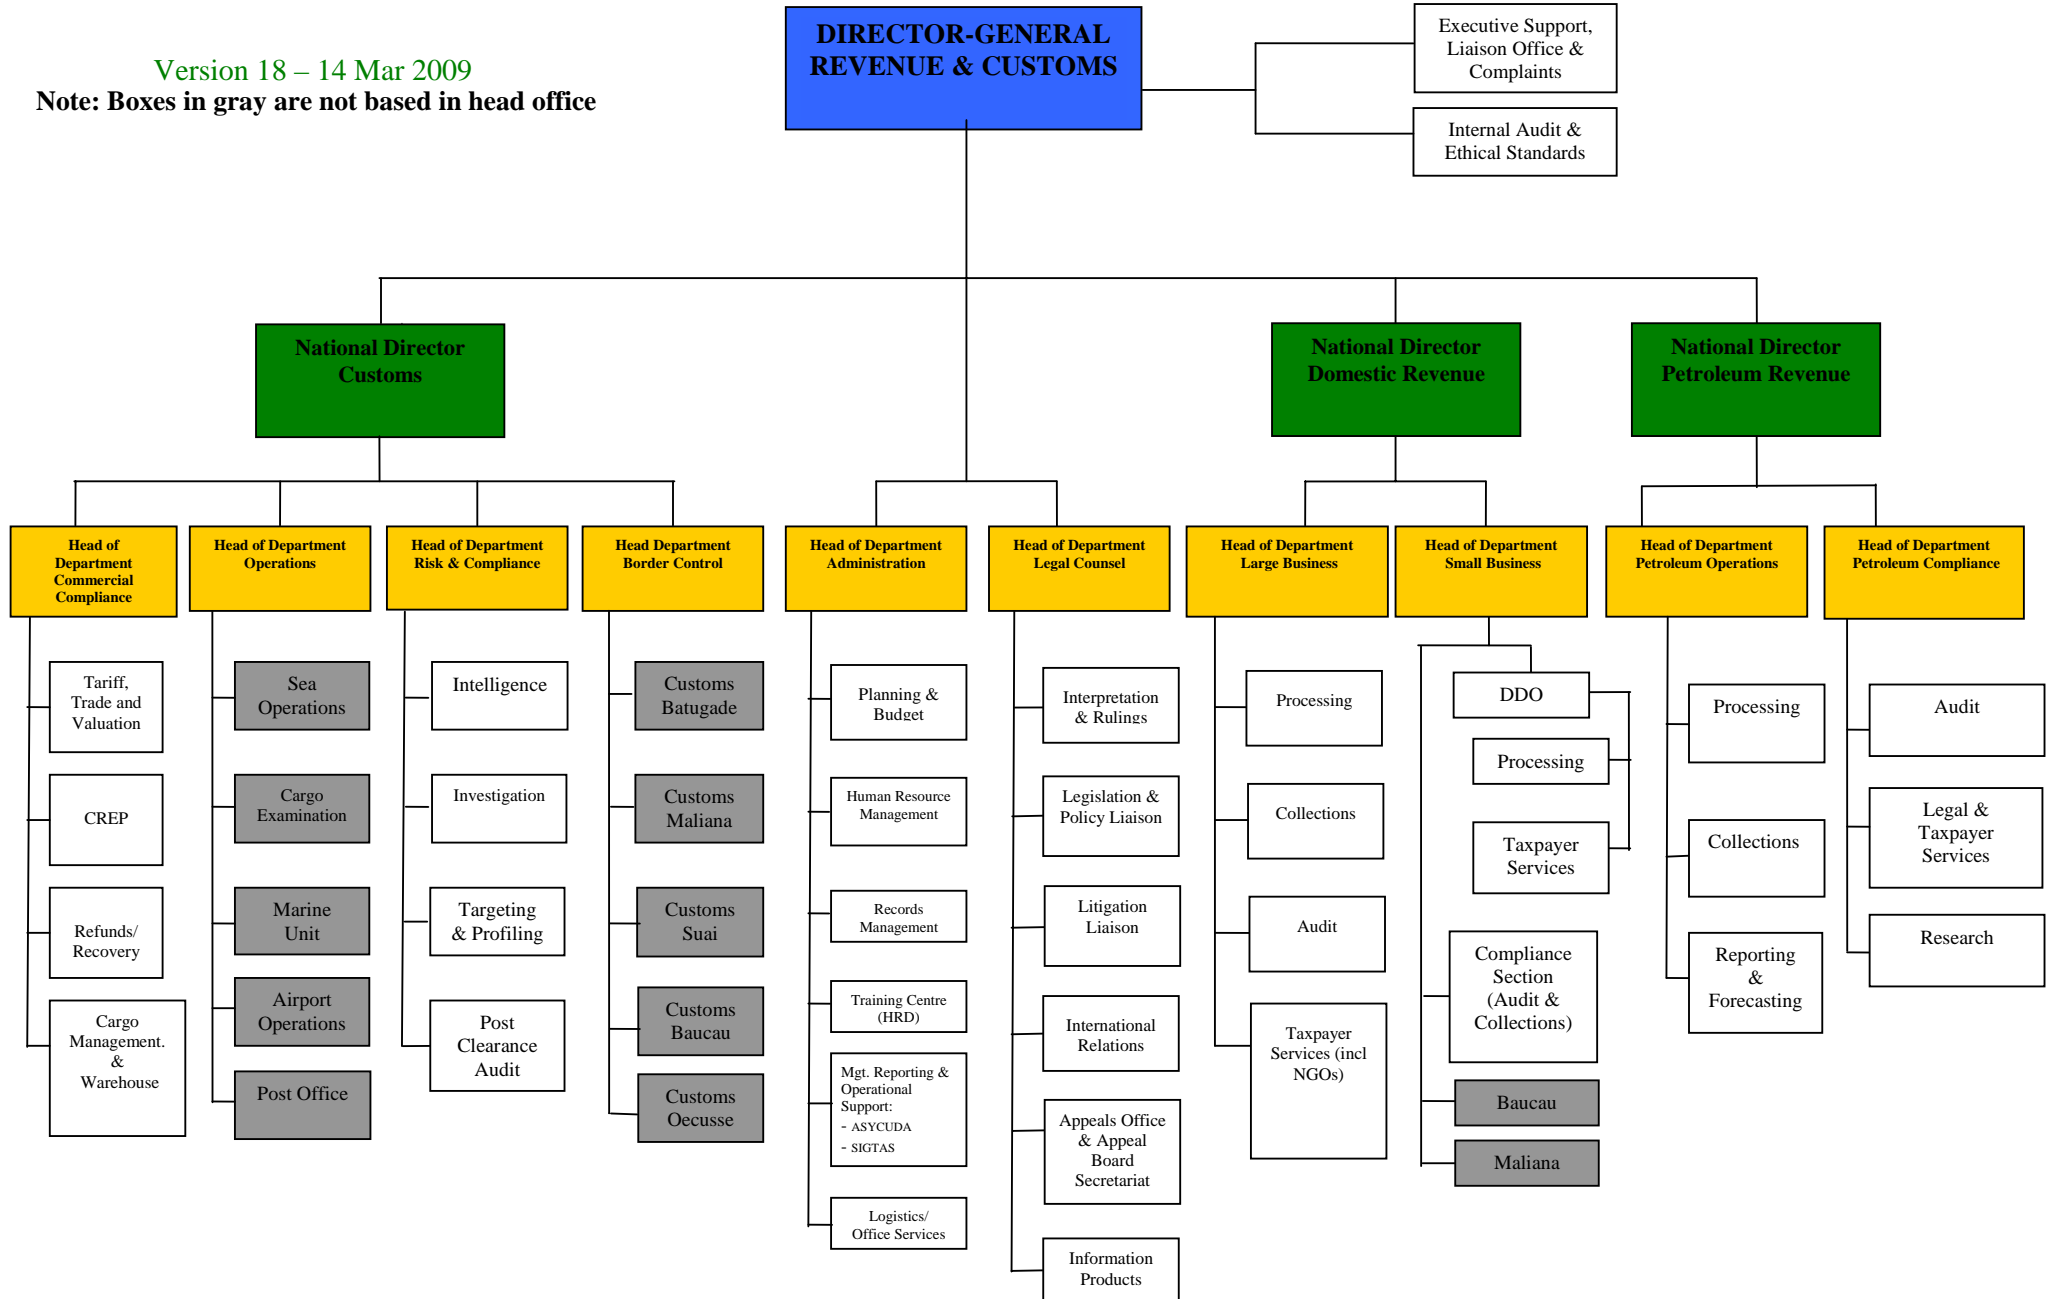 Version 18 – 14 Mar 2009
Note: Boxes in gray are not based in head office
DIRECTOR-GENERAL
REVENUE & CUSTOMS
Executive Support,
Liaison Office &
Complaints
Internal Audit &
Ethical Standards
National Director
Customs
National Director
Domestic Revenue
National Director
Petroleum Revenue
Head of
Department
Commercial
Compliance
Head of Department
Operations
Head of Department
Risk & Compliance
Head Department
Border Control
Head of Department
Administration
Head of Department
Legal Counsel
Head of Department
Large Business
Head of Department
Small Business
Head of Department
Petroleum Operations
Head of Department
Petroleum Compliance
Tariff,
Trade and
Valuation
CREP
Refunds/
Recovery
Cargo
Management.
&
Warehouse
Sea
Operations
Cargo
Examination
Marine
Unit
Airport
Operations
Post Office
Intelligence
Investigation
Targeting
& Profiling
Post
Clearance
Audit
Customs
Batugade
Customs
Maliana
Customs
Suai
Customs
Baucau
Customs
Oecusse
Planning &
Budget
Human Resource
Management
Records
Management
Training Centre
(HRD)
Mgt. Reporting &
Operational
Support:
- ASYCUDA
- SIGTAS
Logistics/
Office Services
Interpretation
& Rulings
Legislation &
Policy Liaison
Litigation
Liaison
International
Relations
Appeals Office
& Appeal
Board
Secretariat
Information
Products
Processing
Collections
Audit
Taxpayer
Services (incl
NGOs)
DDO
Processing
Taxpayer
Services
Compliance
Section
(Audit &
Collections)
Baucau
Maliana
Processing
Collections
Reporting
&
Forecasting
Audit
Legal &
Taxpayer
Services
Research